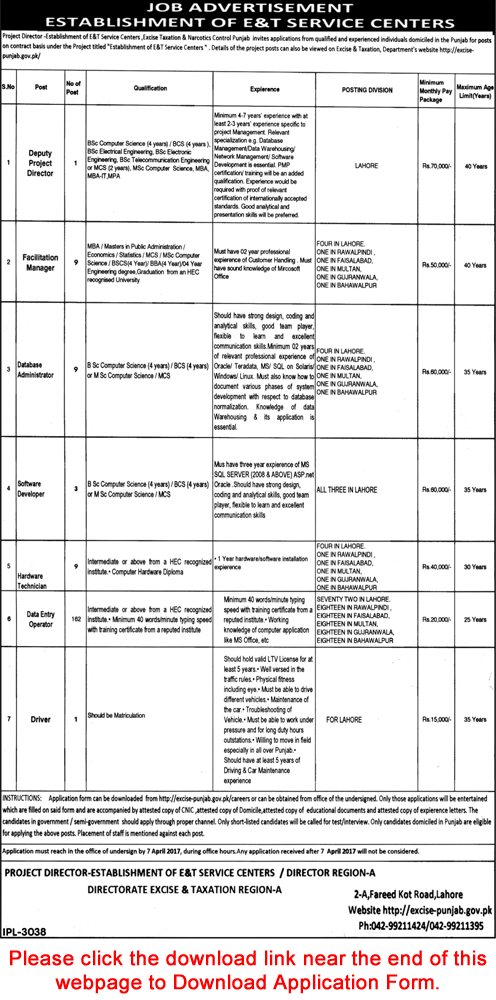 JOB ADVERTISEMENT
ESTABLISHMENT OF E&T SERVICE CENTERS
Project Director -Establishment of E&T Service Centers ,Excise Taxation & Narcotics Control Punjab invites applications from qualified and experienced individuals domiciled in the Punjab for posts
on contract basis under the Project titled "Establishment of E&T Service Centers " . Details of the project posts can also be viewed on Excise & Taxation, Department's website http://excise-
punjab.gov.pk/
S.No
Post
No of
Post
Qualification
Expierence
POSTING DIVISION
Minimum
Monthly Pay
Package
Maximum Age
Limit(Years)
1
Deputy
Project
Director
1
BSc Computer Science (4 years) / BCS (4 years ),
BSc Electrical Engineering, BSc Electronic
Engineering, BSc Telecommunication Engineering
or MCS (2 years), MSc Computer Science, MBA,
MBA-IT,MPA
Minimum 4-7 years' experience with at
least 2-3 years' experience specific to
project Management. Relevant
specialization e.g. Database
Management/Data Warehousing/
Network Management/ Software
Development is essential. PMP
certification/ training will be an added
qualification. Experience would be
required with proof of relevant
certification of internationally accepted
standards. Good analytical and
presentation skills will be preferred.
LAHORE
Rs.70,000/-
40 Years
2
Facilitation
Manager
9
MBA / Masters in Public Administration /
Economics / Statistics / MCS / MSc Computer
Science / BSCS(4 Year)/ BBA(4 Year)/04 Year
Engineering degree,Graduation from an HEC
recognised University
Must have 02 year professional
expierence of Customer Handling . Must
have sound knowledge of Mircosoft
Office
FOUR IN LAHORE.
ONE IN RAWALPINDI ,
ONE IN FAISALABAD,
ONE IN MULTAN,
ONE IN GUJRANWALA,
ONE IN BAHAWALPUR
Rs.50,000/-
40 Years
3
Database
Administrator
9
B Sc Computer Science (4 years) / BCS (4 years)
or M Sc Computer Science / MCS
Should have strong design, coding and
analytical skills, good team player,
flexible to learn and excellent
communication skills.Minimum 02 years
of relevant professional experience of
Oracle/ Teradata, MS/ SQL on Solaris/
Windows/ Linux. Must also know how to
document various phases of system
development with respect to database
normalization. Knowledge of data
Warehousing & its application is
essential.
FOUR IN LAHORE.
ONE IN RAWALPINDI ,
ONE IN FAISALABAD,
ONE IN MULTAN,
ONE IN GUJRANWALA,
ONE IN BAHAWALPUR
Rs.60,000/-
35 Years
4
Software
Developer
3
B Sc Computer Science (4 years) / BCS (4 years)
or M Sc Computer Science / MCS
Mus have three year expierence of MS
SQL SERVER (2008 & ABOVE) ASP.net
Oracle .Should have strong design,
coding and analytical skills, good team
player, flexible to learn and excellent
communication skills
ALL THREE IN LAHORE
Rs.60,000/-
35 Years
5
Hardware
Technician
9
Intermediate or above from a HEC recognized
institute.• Computer Hardware Diploma
• 1 Year hardware/software installation
expierence
FOUR IN LAHORE.
ONE IN RAWALPINDI ,
ONE IN FAISALABAD,
ONE IN MULTAN,
ONE IN GUJRANWALA,
ONE IN BAHAWALPUR
Rs.40,000/-
30 Years
6
Data Entry
Operator
162
Intermediate or above from a HEC recognized
institute.• Minimum 40 words/minute typing speed
with training certificate from a reputed institute
Minimum 40 words/minute typing
speed with training certificate from a
reputed institute.• Working
knowledge of computer application
like MS Office, etc
SEVENTY TWO IN LAHORE.
EIGHTEEN IN RAWALPINDI ,
EIGHTEEN IN FAISALABAD,
EIGHTEEN IN MULTAN,
EIGHTEEN IN GUJRANWALA,
EIGHTEEN IN BAHAWALPUR
Rs.20,000/-
25 Years
7
Driver
1
Should be Matriculation
Should hold valid LTV License for at
least 5 years.• Well versed in the
traffic rules.• Physical fitness
including eye.• Must be able to drive
different vehicles.• Maintenance of
the car.• Troubleshooting of
Vehicle.• Must be able to work under
pressure and for long duty hours
outstations.• Willing to move in field
especially in all over Punjab.•
Should have at least 5 years of
Driving & Car Maintenance
experience
FOR LAHORE
Rs.15,000/-
35 Years
INSTRUCTIONS: Application form can be downloaded from http://excise-punjab.gov.pk/careers or can be obtained from office of the undersigned. Only those applications will be entertained
which are filled on said form and are accompanied by attested copy of CNIC ,attested copy of Domicile,attested copy of educational documents and attested copy of expierence letters. The
candidates in government / semi-government should apply through proper channel. Only short-listed candidates will be called for test/interview. Only candidates domiciled in Punjab are eligible
for applying the above posts. Placement of staff is mentioned against each post.
Application must reach in the office of undersign by 7 April 2017, during office hours.Any application received after 7 April 2017 will not be considered.
PROJECT DIRECTOR-ESTABLISHMENT OF E&T SERVICE CENTERS / DIRECTOR REGION-A
DIRECTORATE EXCISE & TAXATION REGION-A
2-A,Fareed Kot Road,Lahore
Website http://excise-punjab.gov.pk
Ph:042-99211424/042-99211395
IPL-3038
Please click the download link near the end of this
webpage to Download Application Form.